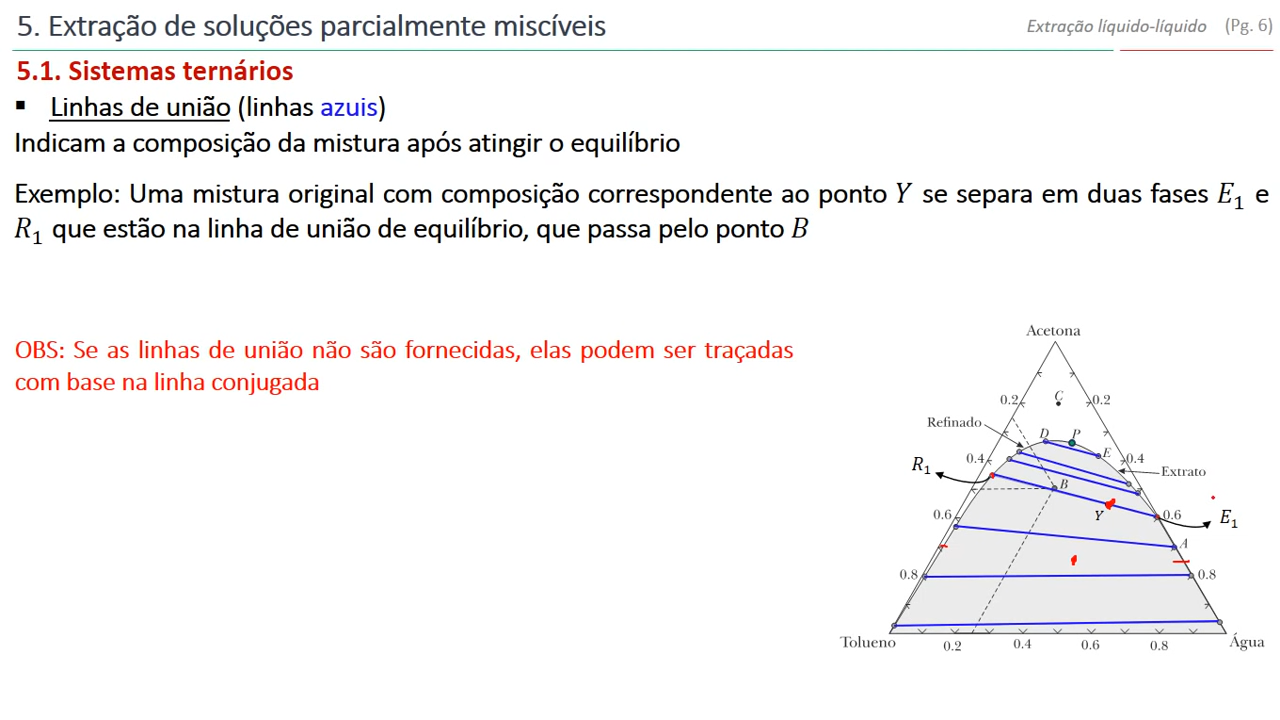 5. Extração de soluções parcialmente miscíveis
Extração líquido-líquido (Pg. 6)
5.1. Sistemas ternários
▪ Linhas de união (linhas azuis)
Indicam a composição da mistura após atingir o equilíbrio
Exemplo: Uma mistura original com composição correspondente ao ponto Y se separa em duas fases E₁ e
R₁ que estão na linha de união de equilíbrio, que passa pelo ponto B
OBS: Se as linhas de união não são fornecidas, elas podem ser traçadas
com base na linha conjugada
Acetona
0.2 C 0.2
Refinado D P
0.4 E 0.4
R₁ B Extrato
0.6 Y 0.6 E₁
A
0.8 0.8
Tolueno 0.2 0.4 0.6 0.8 Água